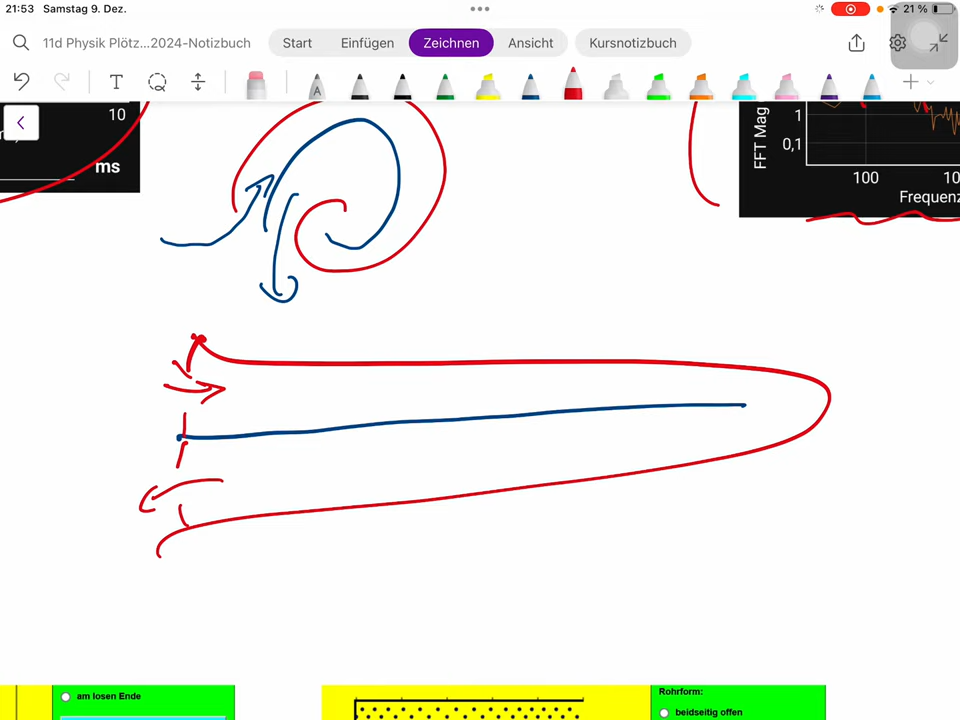 21:53 Samstag 9. Dez.
21 %
11d Physik Plötz...2024-Notizbuch
Start
Einfügen
Zeichnen
Ansicht
Kursnotizbuch
T
A
10
ms
FFT Mag
1
0,1
100
10
Frequenz
am losen Ende
Rohrform:
beidseitig offen